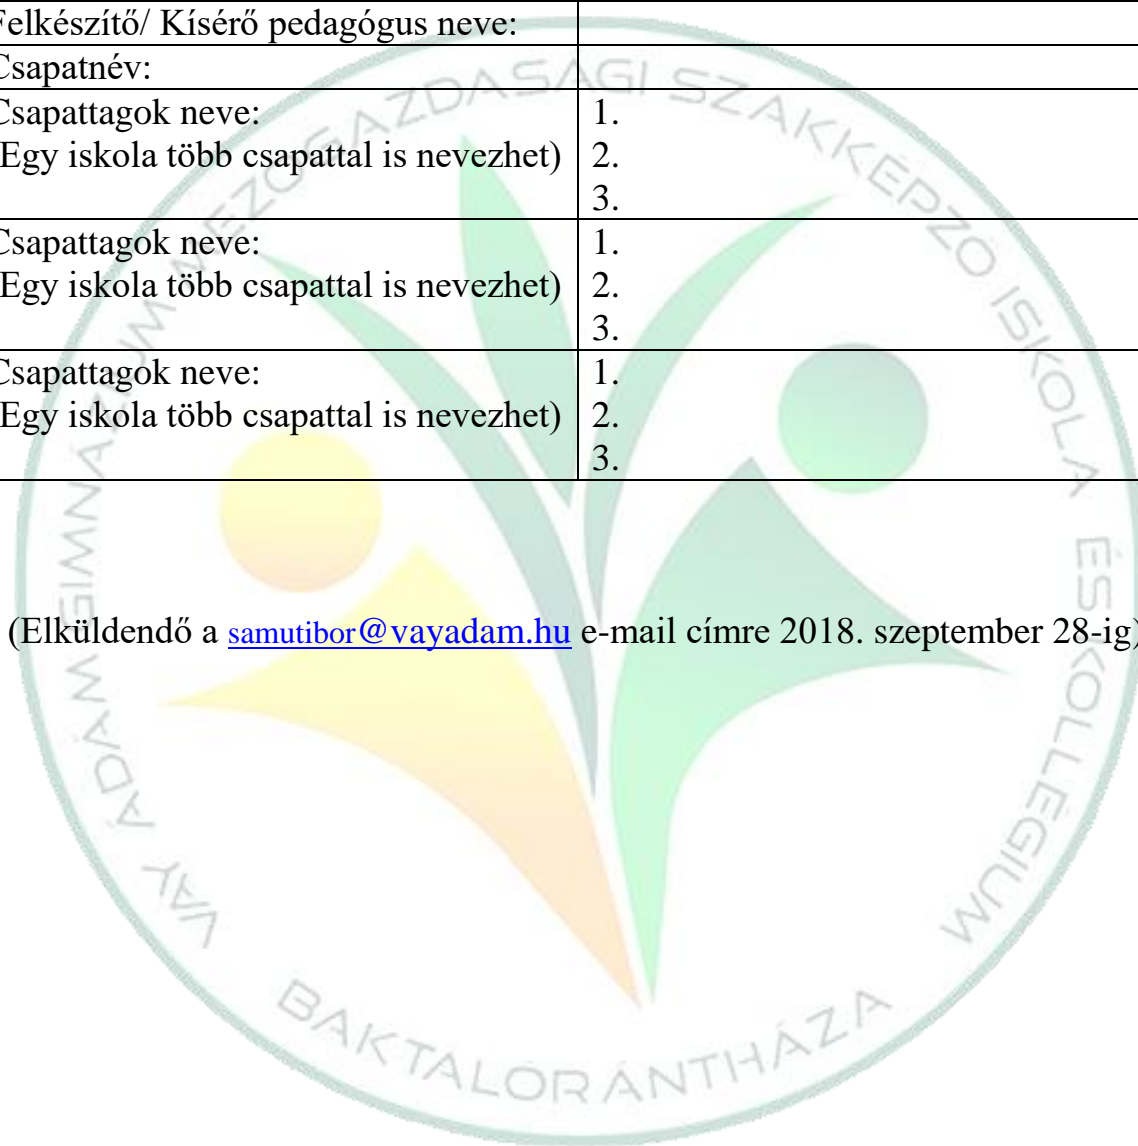 Felkészítő/ Kísérő pedagógus neve:
Csapatnév:
Csapattagok neve:
(Egy iskola több csapattal is nevezhet)
1.
2.
3.
Csapattagok neve:
(Egy iskola több csapattal is nevezhet)
1.
2.
3.
Csapattagok neve:
(Egy iskola több csapattal is nevezhet)
1.
2.
3.
(Elküldendő a samutibor@vayadam.hu e-mail címre 2018. szeptember 28-ig)
VAY ÁDÁM GIMNÁZIUM MEZŐGAZDASÁGI SZAKKÉPZŐ ISKOLA ÉS KOLLÉGIUM
BAKTALÓRÁNTHÁZA